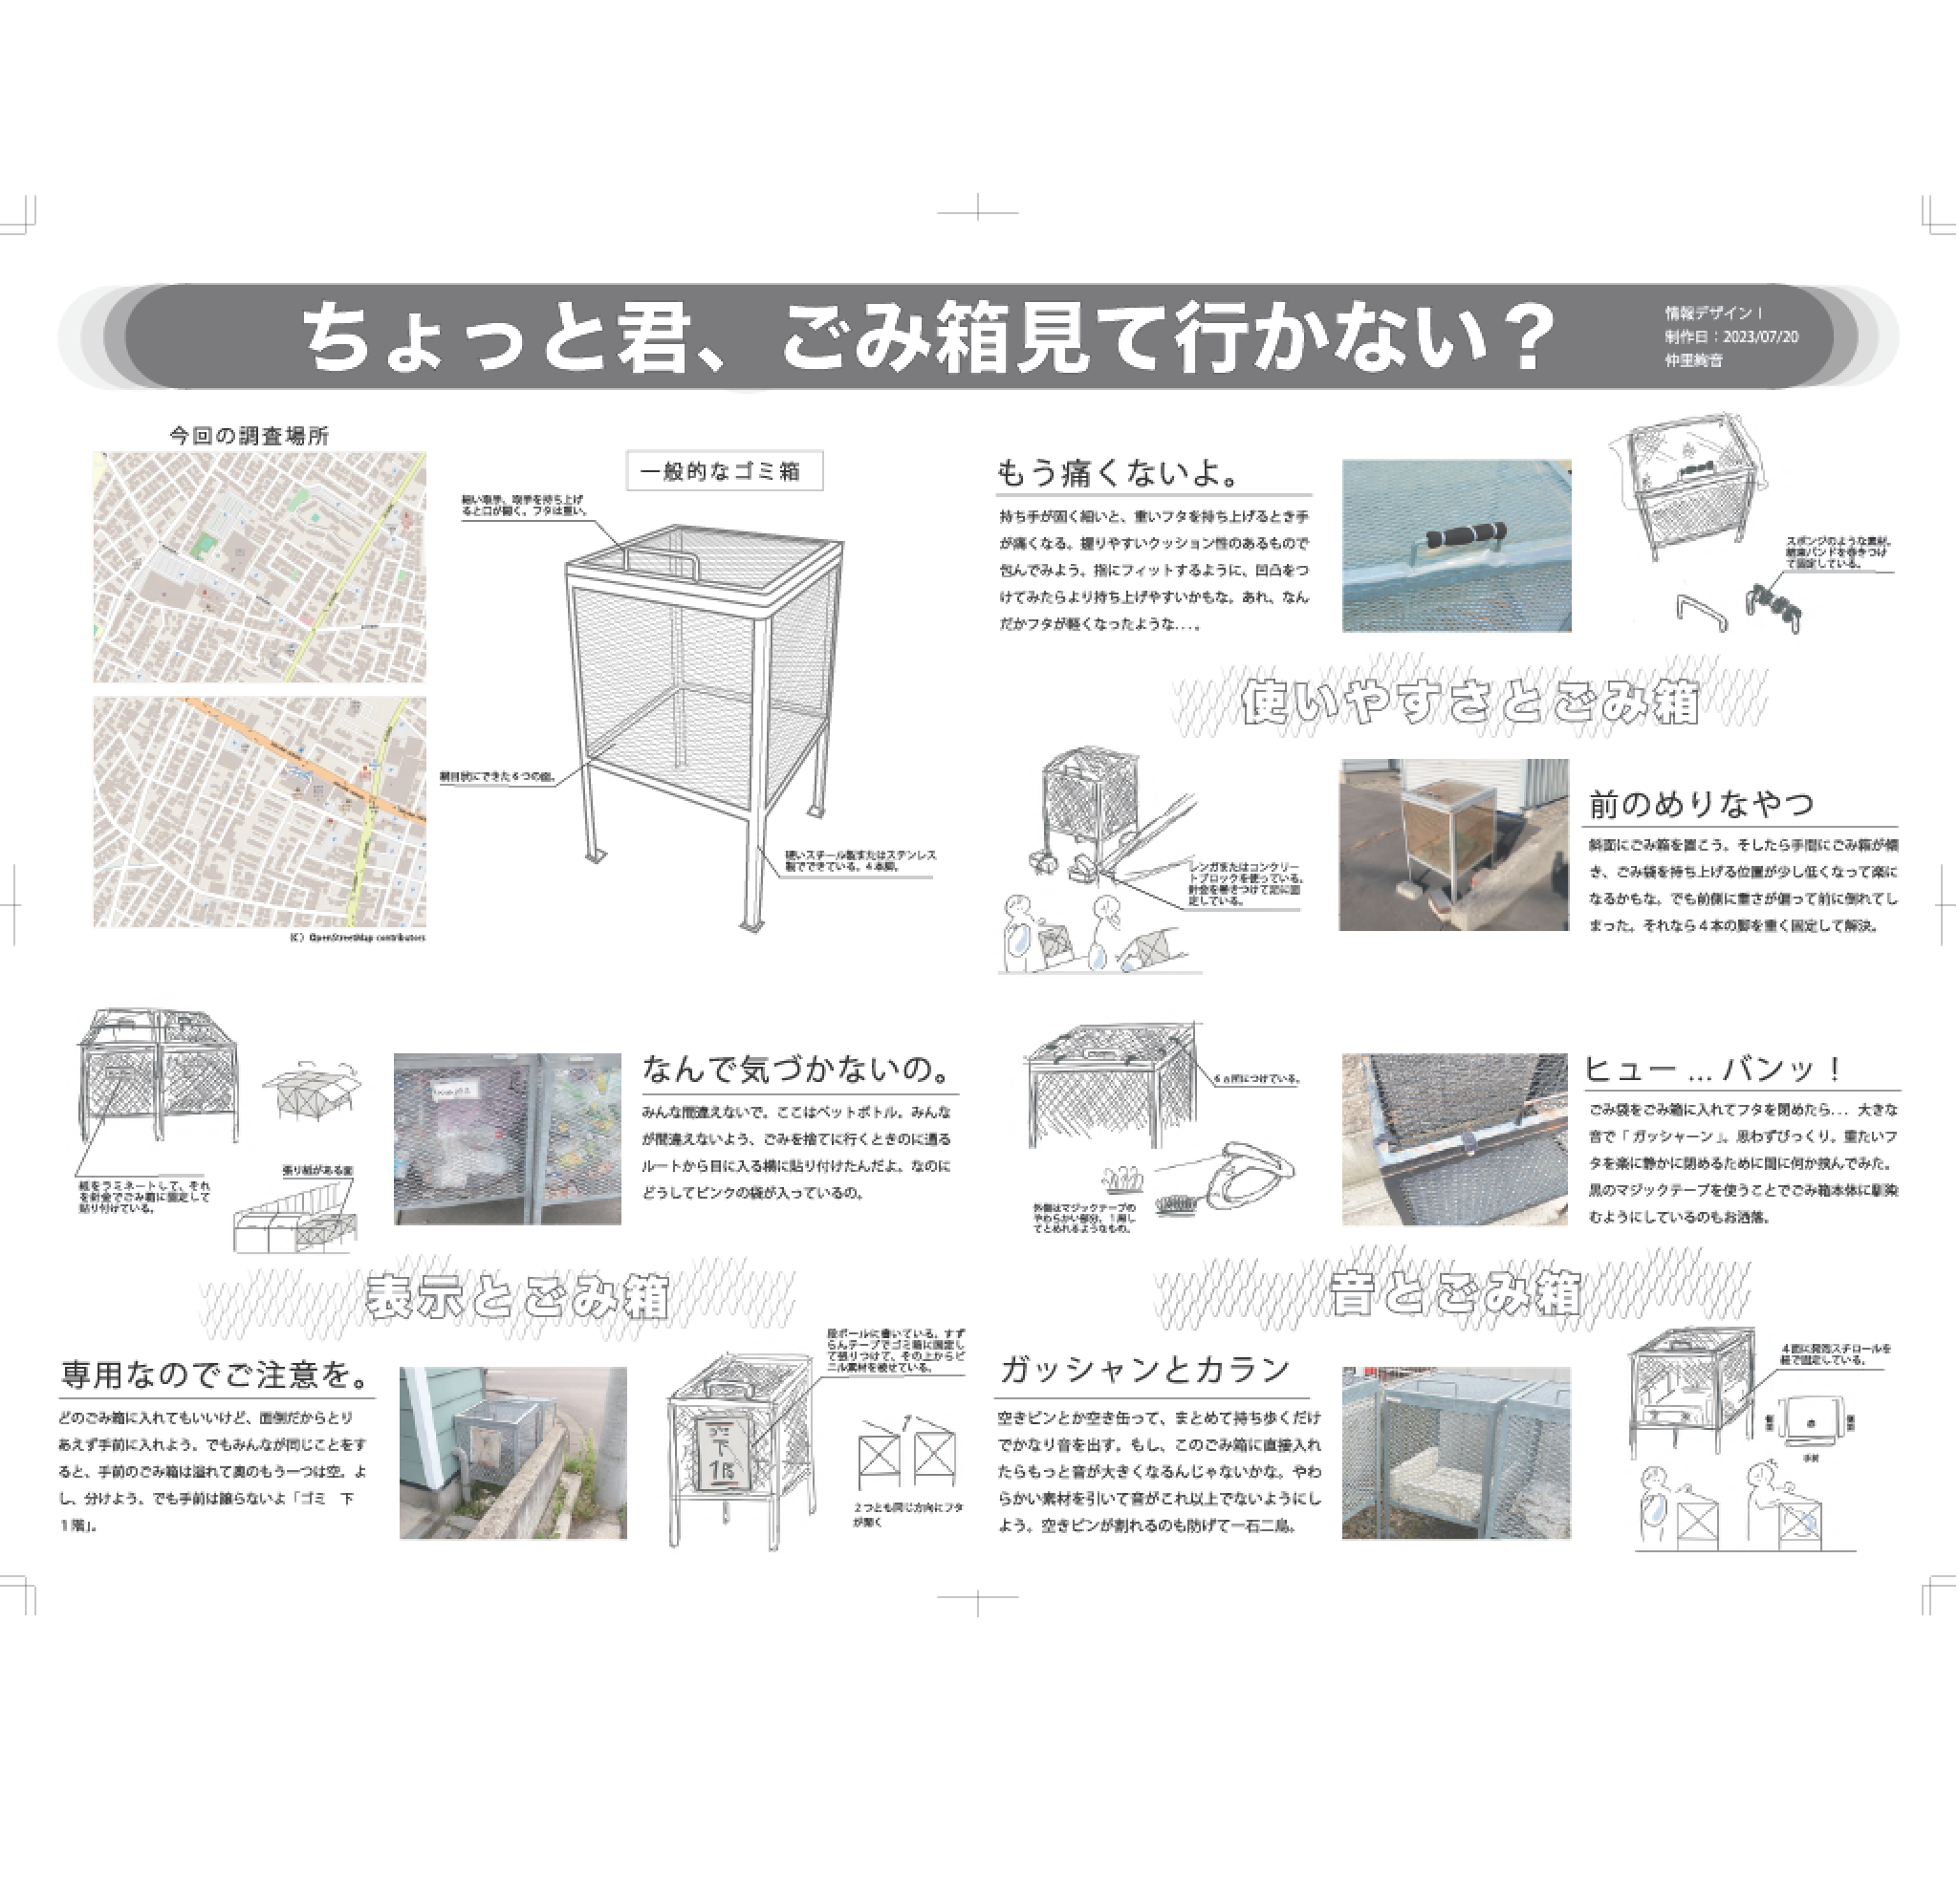 ちょっと君、ごみ箱見て行かない？
情報デザインⅠ
制作日：2023/07/20
仲里絢音
今回の調査場所
(C) OpenStreetMap contributors
一般的なゴミ箱
細い取手。取手を持ち上げ
ると口が開く。フタは重い。
網目状にできた６つの面。
硬いスチール製またはステンレス
製でできている。４本脚。
もう痛くないよ。
持ち手が固く細いと、重いフタを持ち上げるとき手
が痛くなる。握りやすいクッション性のあるもので
包んでみよう。指にフィットするように、凹凸をつ
けてみたらより持ち上げやすいかもな。あれ、なん
だかフタが軽くなったような...。
スポンジのような素材。
結束バンドを巻きつけ
て固定している。
使いやすさとごみ箱
レンガまたはコンクリー
トブロックを使っている。
針金を巻きつけて足に固
定している。
前のめりなやつ
斜面にごみ箱を置こう。そしたら手間にごみ箱が傾
き、ごみ袋を持ち上げる位置が少し低くなって楽に
なるかもな。でも前側に重さが偏って前に倒れてし
まった。それなら４本の脚を重く固定して解決。
紙をラミネートして、それ
を針金でごみ箱に固定して
貼り付けている。
張り紙がある面
なんで気づかないの。
みんな間違えないで。ここはペットボトル。みんな
が間違えないよう、ごみを捨てに行くときのに通る
ルートから目に入る横に貼り付けたんだよ。なのに
どうしてピンクの袋が入っているの。
表示とごみ箱
専用なのでご注意を。
どのごみ箱に入れてもいいけど、面倒だからとり
あえず手前に入れよう。でもみんなが同じことをす
ると、手前のごみ箱は溢れて奥のもう一つは空。よ
し、分けよう。でも手前は譲らないよ「ゴミ　下
１階」。
段ボールに書いている。すず
らんテープでゴミ箱に固定し
て張りつけて、その上からビ
ニル素材を被せている。
ゴミ
下
1階
２つとも同じ方向にフタ
が開く
６ヵ所につけている。
外側はマジックテープの
やわらかい部分。１周し
てとめれるようなもの。
ヒュー ... バンッ！
ごみ袋をごみ箱に入れてフタを閉めたら... 大きな
音で「ガッシャーン」。思わずびっくり。重たいフ
タを楽に静かに閉めるために間に何か挟んでみた。
黒のマジックテープを使うことでごみ箱本体に馴染
むようにしているのもお洒落。
音とごみ箱
ガッシャンとカラン
空きビンとか空き缶って、まとめて持ち歩くだけ
でかなり音を出す。もし、このごみ箱に直接入れ
たらもっと音が大きくなるんじゃないかな。やわ
らかい素材を引いて音がこれ以上でないようにし
よう。空きビンが割れるのも防げて一石二鳥。
４面に発泡スチロールを
紐で固定している。
手前